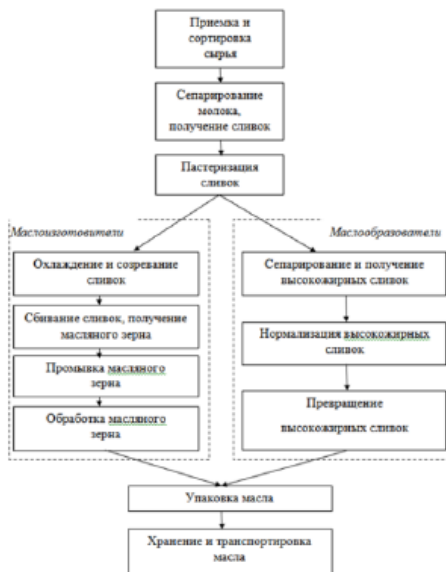 Приемка и
сортировка
сырья
Сепарирование
молока,
получение сливок
Пастеризация
сливок
Маслоизготовители
Охлаждение и созревание
сливок
Сбивание сливок, получение
масляного зерна
Промывка масляного
зерна
Обработка масляного
зерна
Маслообразователи
Сепарирование и получение
высокожирных сливок
Нормализация высокожирных
сливок
Превращение
высокожирных сливок
Упаковка масла
Хранение и транспортировка
масла